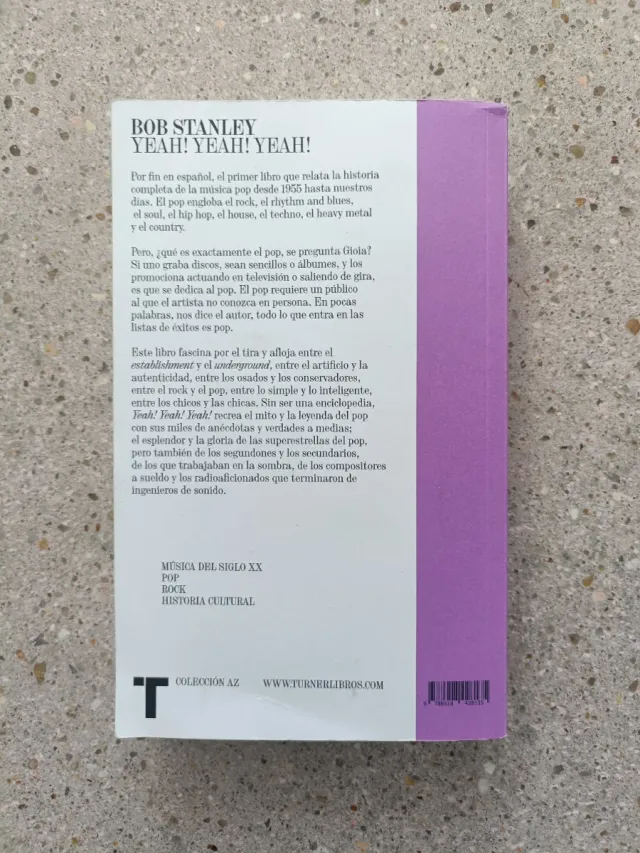 BOB STANLEY
YEAH! YEAH! YEAH!
Por fin en español, el primer libro que relata la historia
completa de la música pop desde 1955 hasta nuestros
días. El pop engloba el rock, el rhythm and blues,
el soul, el hip hop, el house, el techno, el heavy metal
y el country.
Pero, ¿qué es exactamente el pop, se pregunta Gioia?
Si uno graba discos, sean sencillos o álbumes, y los
promociona actuando en televisión o saliendo de gira,
es que se dedica al pop. El pop requiere un público
al que el artista no conozca en persona. En pocas
palabras, nos dice el autor, todo lo que entra en las
listas de éxitos es pop.
Este libro fascina por el tira y afloja entre el
establishment y el underground, entre el artificio y la
autenticidad, entre los osados y los conservadores,
entre el rock y el pop, entre lo simple y lo inteligente,
entre los chicos y las chicas. Sin ser una enciclopedia,
Yeah! Yeah! Yeah! recrea el mito y la leyenda del pop
con sus miles de anécdotas y verdades a medias;
el esplendor y la gloria de las superestrellas del pop,
pero también de los segundones y los secundarios,
de los que trabajaban en la sombra, de los compositores
a sueldo y los radioaficionados que terminaron de
ingenieros de sonido.
MÚSICA DEL SIGLO XX
POP
ROCK
HISTORIA CULTURAL
T
COLECCIÓN AZ
WWW.TURNERLIBROS.COM